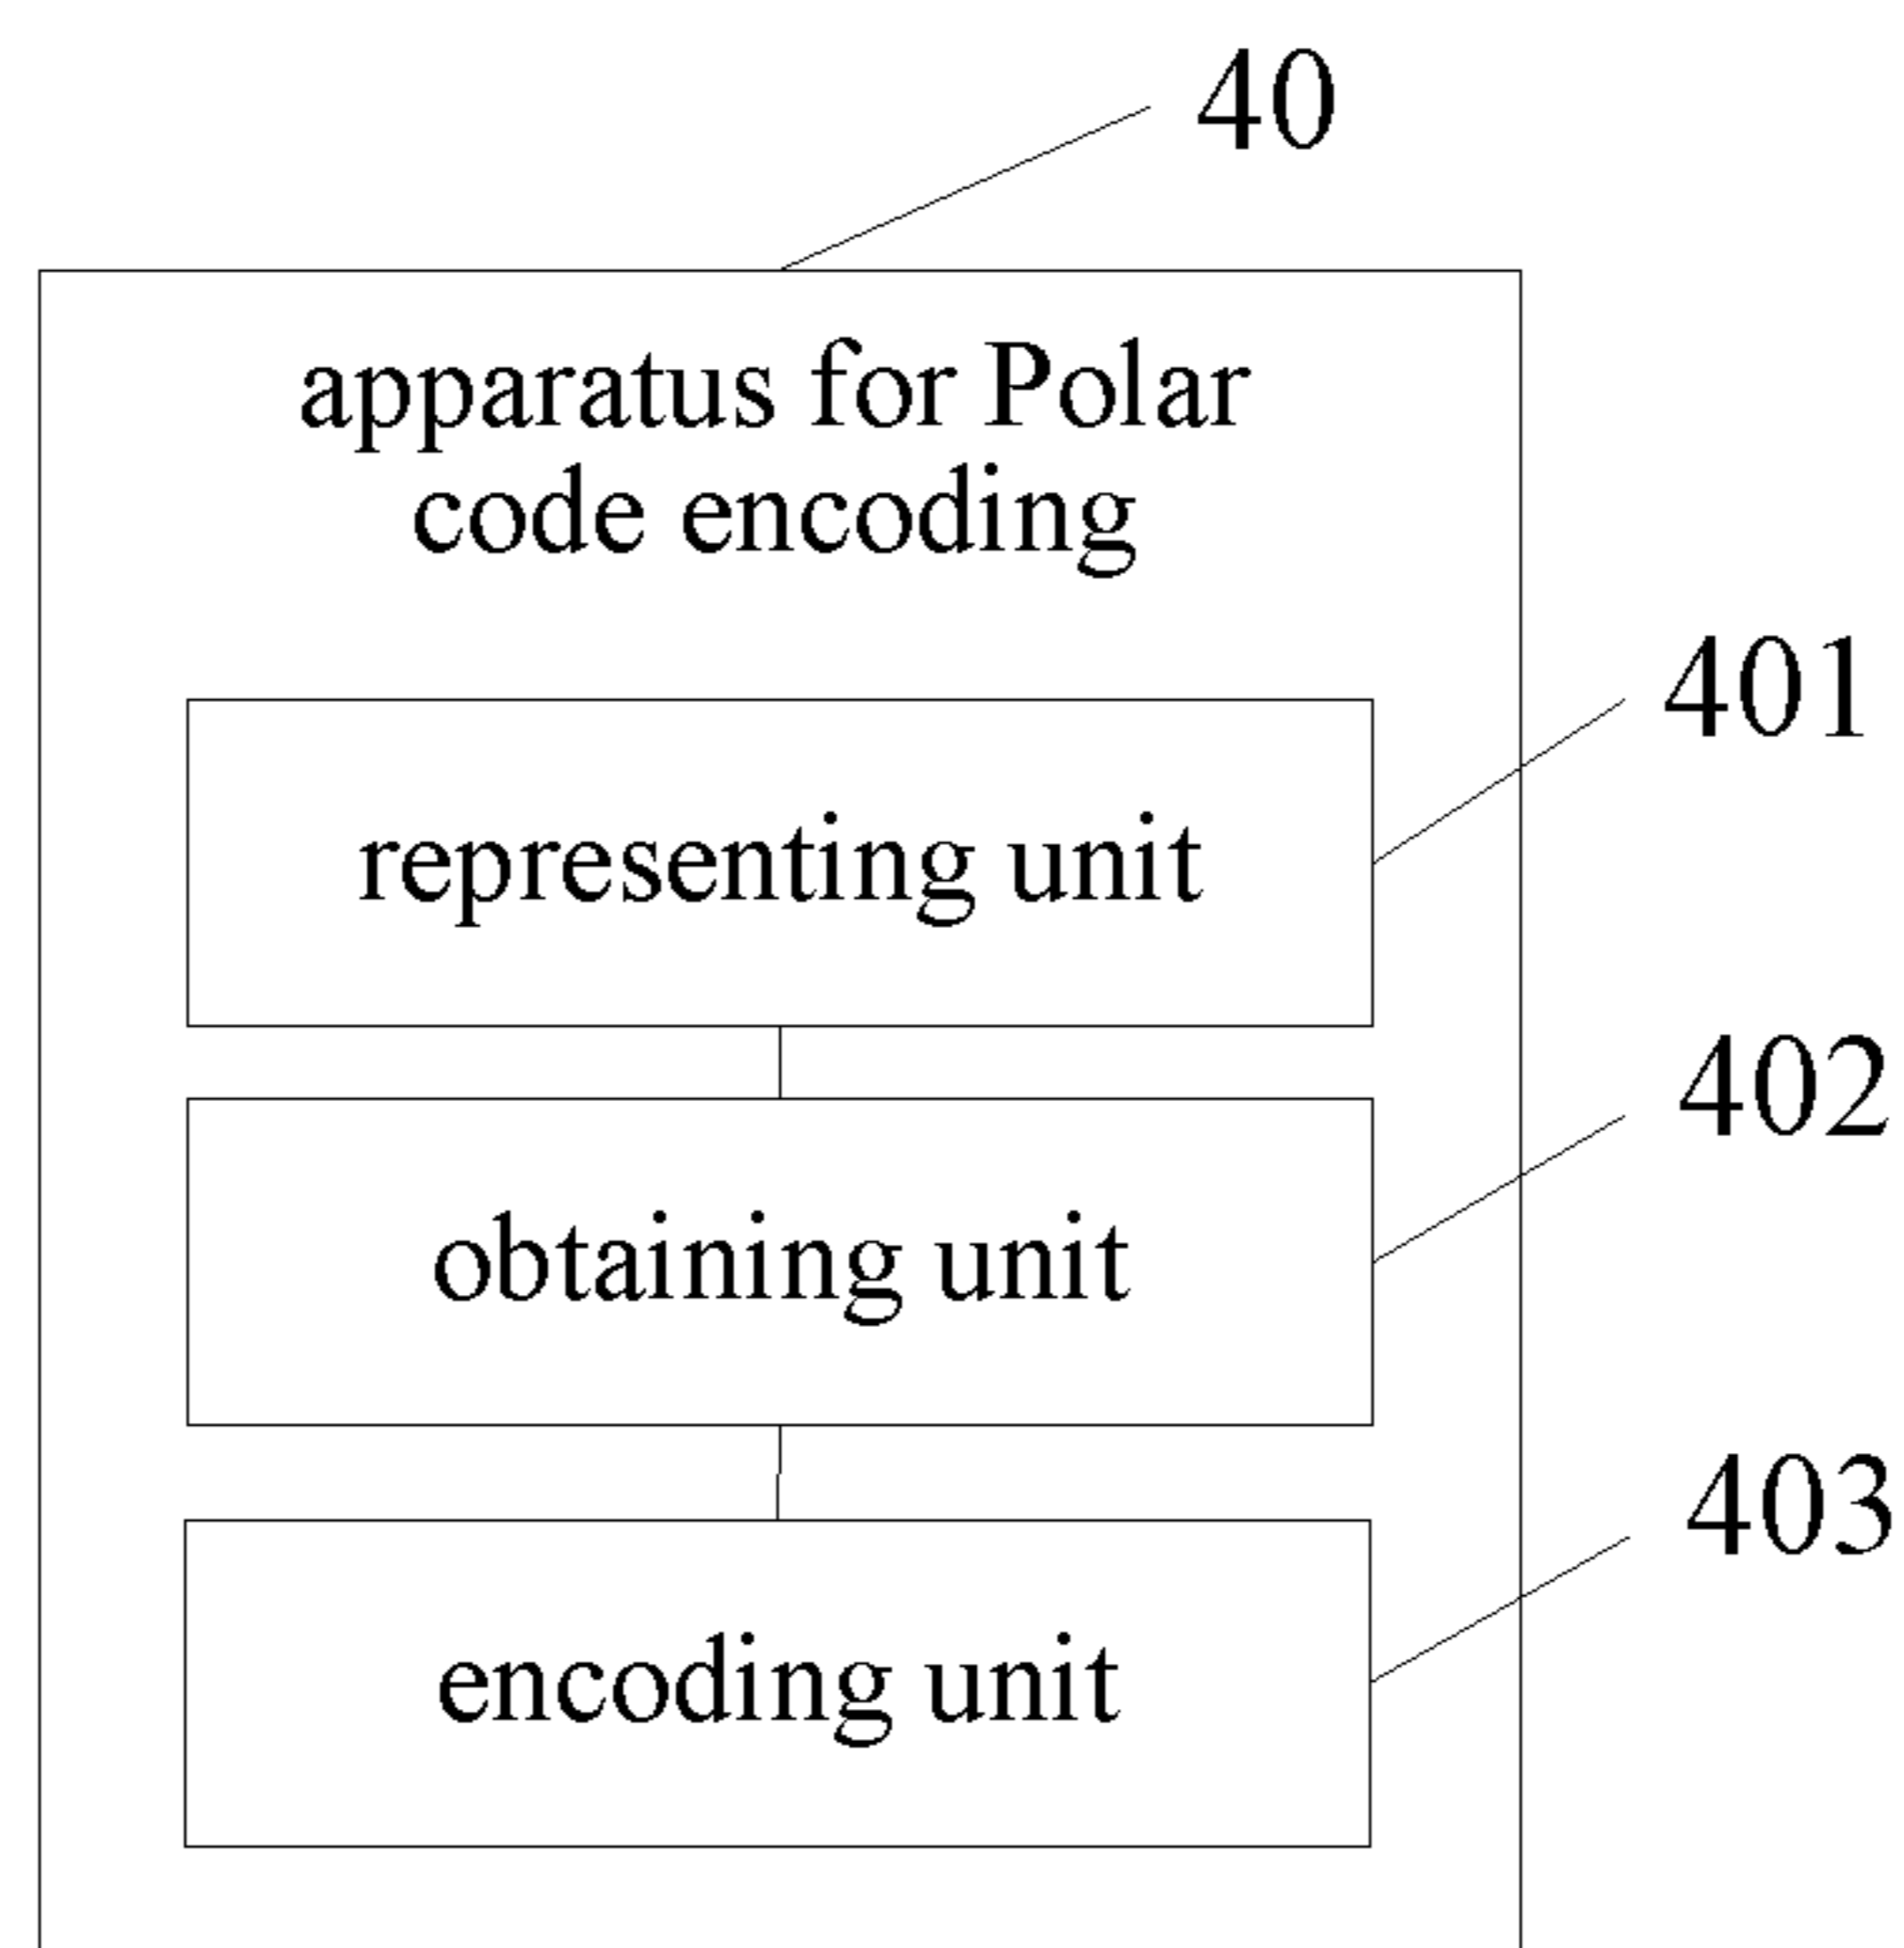 40
apparatus for Polar
code encoding
401
representing unit
402
obtaining unit
403
encoding unit